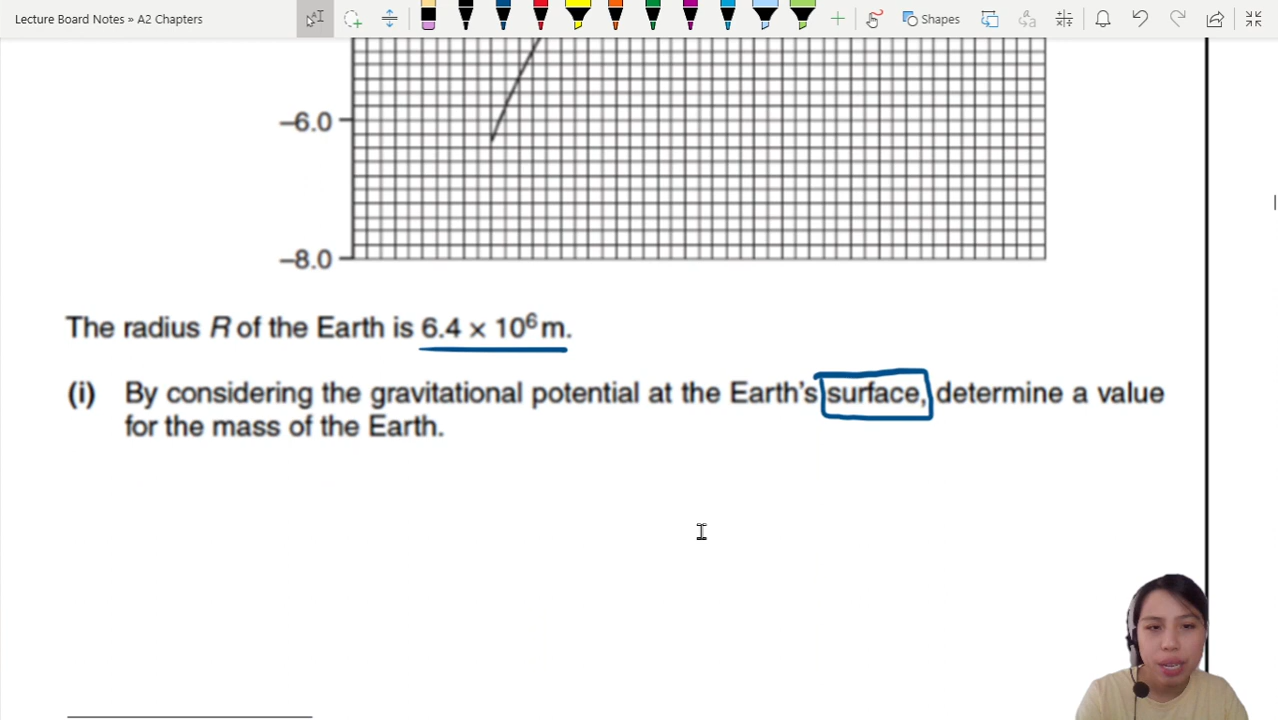 Lecture Board Notes » A2 Chapters
Shapes
–6.0
–8.0
The radius R of the Earth is 6.4 × 10⁶ m.
(i) By considering the gravitational potential at the Earth's surface, determine a value
for the mass of the Earth.